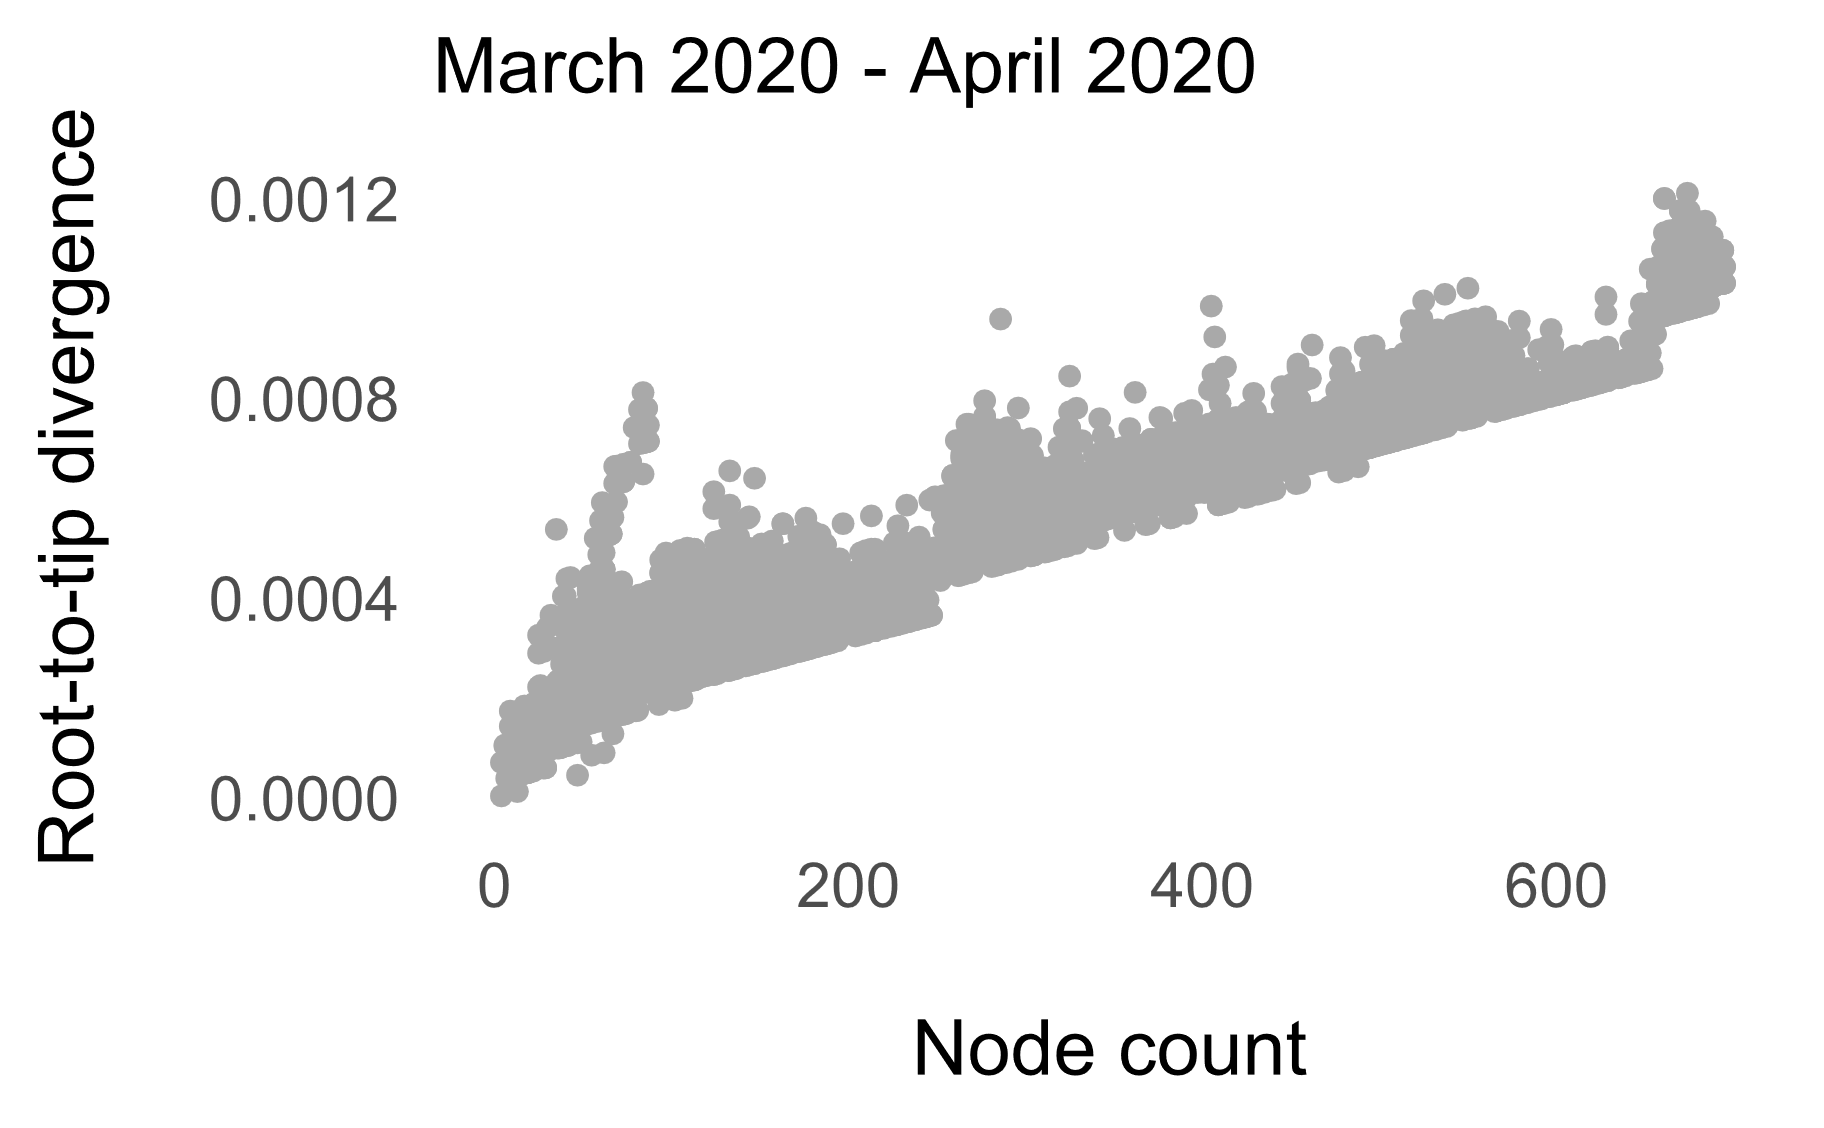 March 2020 - April 2020
Root-to-tip divergence
0.0012
0.0008
0.0004
0.0000
0 200 400 600
Node count